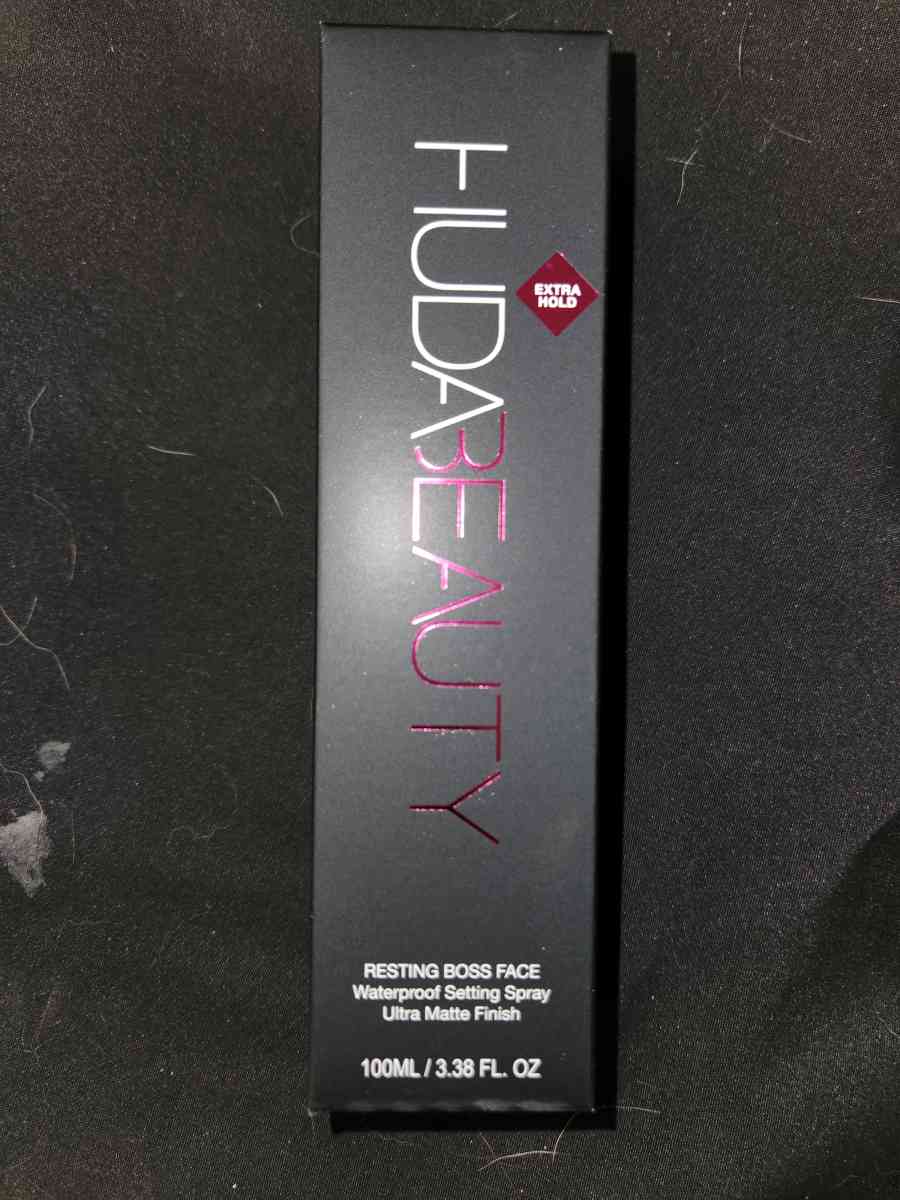 HUDABEAUTY
EXTRA
HOLD
RESTING BOSS FACE
Waterproof Setting Spray
Ultra Matte Finish
100ML / 3.38 FL. OZ